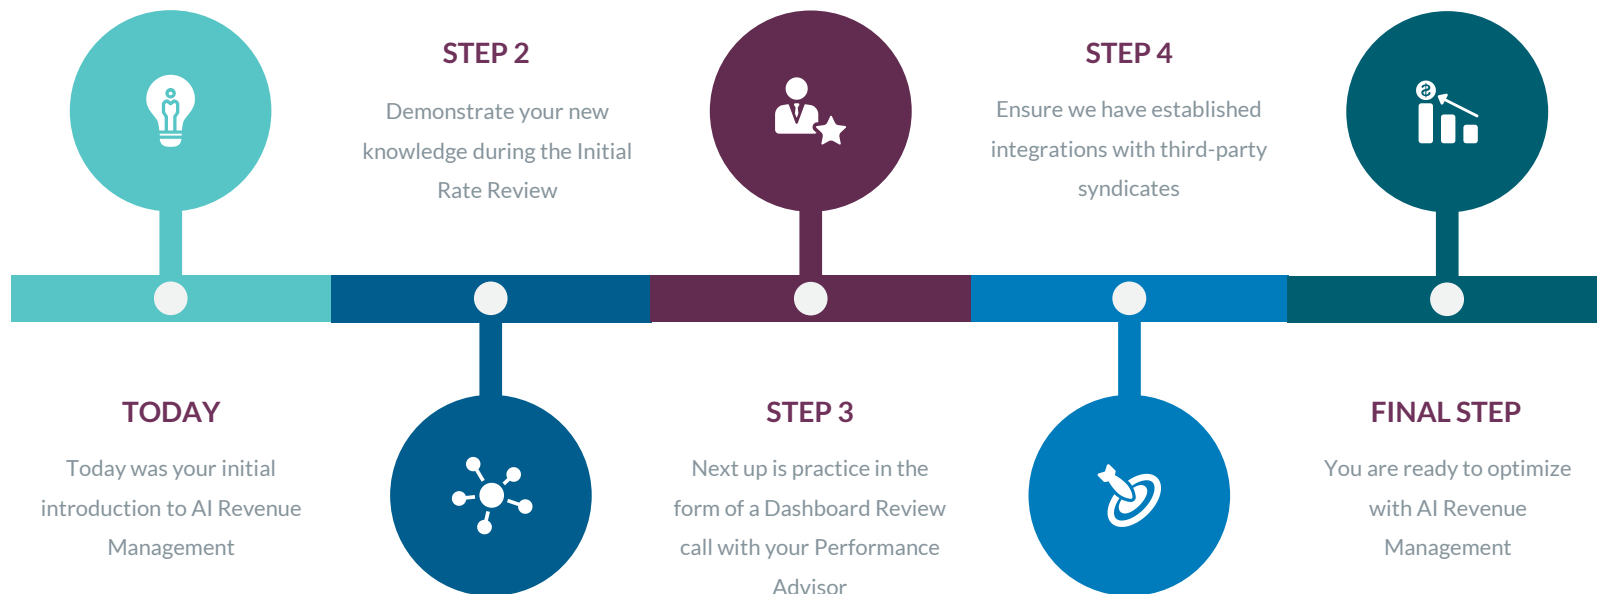 TODAY
Today was your initial
introduction to AI Revenue
Management
STEP 2
Demonstrate your new
knowledge during the Initial
Rate Review
STEP 3
Next up is practice in the
form of a Dashboard Review
call with your Performance
Advisor
STEP 4
Ensure we have established
integrations with third-party
syndicates
$
FINAL STEP
You are ready to optimize
with AI Revenue
Management